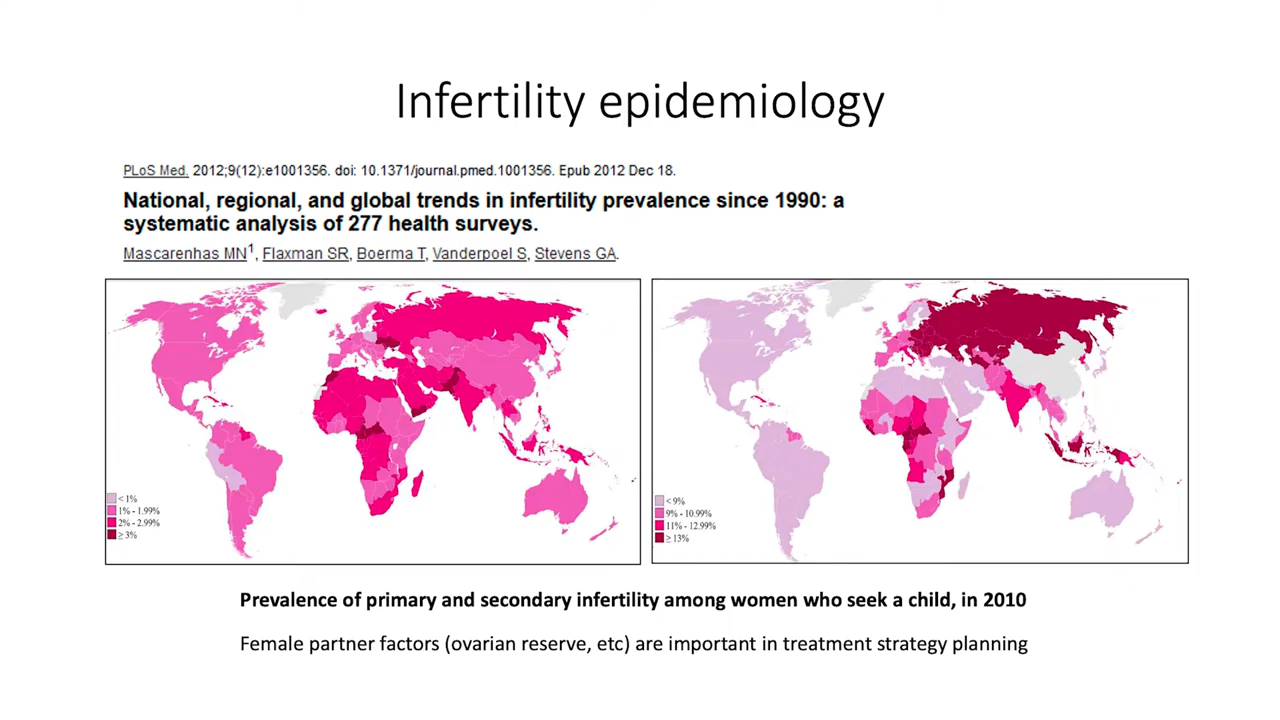 Infertility epidemiology
PLoS Med. 2012;9(12):e1001356. doi: 10.1371/journal.pmed.1001356. Epub 2012 Dec 18.
National, regional, and global trends in infertility prevalence since 1990: a
systematic analysis of 277 health surveys.
Mascarenhas MN1, Flaxman SR, Boerma T, Vanderpoel S, Stevens GA.
< 1%
1% - 1.99%
2% - 2.99%
≥ 3%
< 9%
9% - 10.99%
11% - 12.99%
≥ 13%
Prevalence of primary and secondary infertility among women who seek a child, in 2010
Female partner factors (ovarian reserve, etc) are important in treatment strategy planning